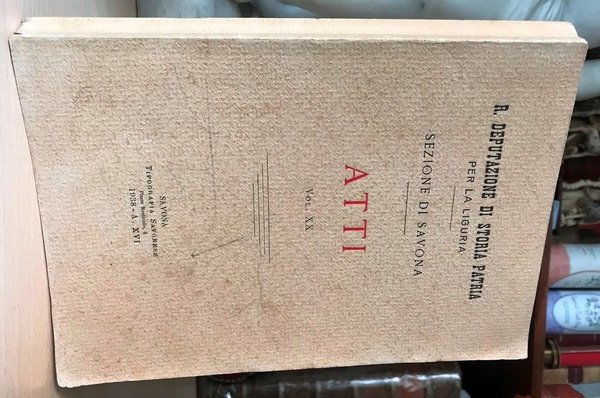 R. DEPUTAZIONE DI STORIA PATRIA
PER LA LIGURIA
SEZIONE DI SAVONA
ATTI
VOL. XX
SAVONA
TIPOGRAFIA SAVONESE
1938 - A. XVI